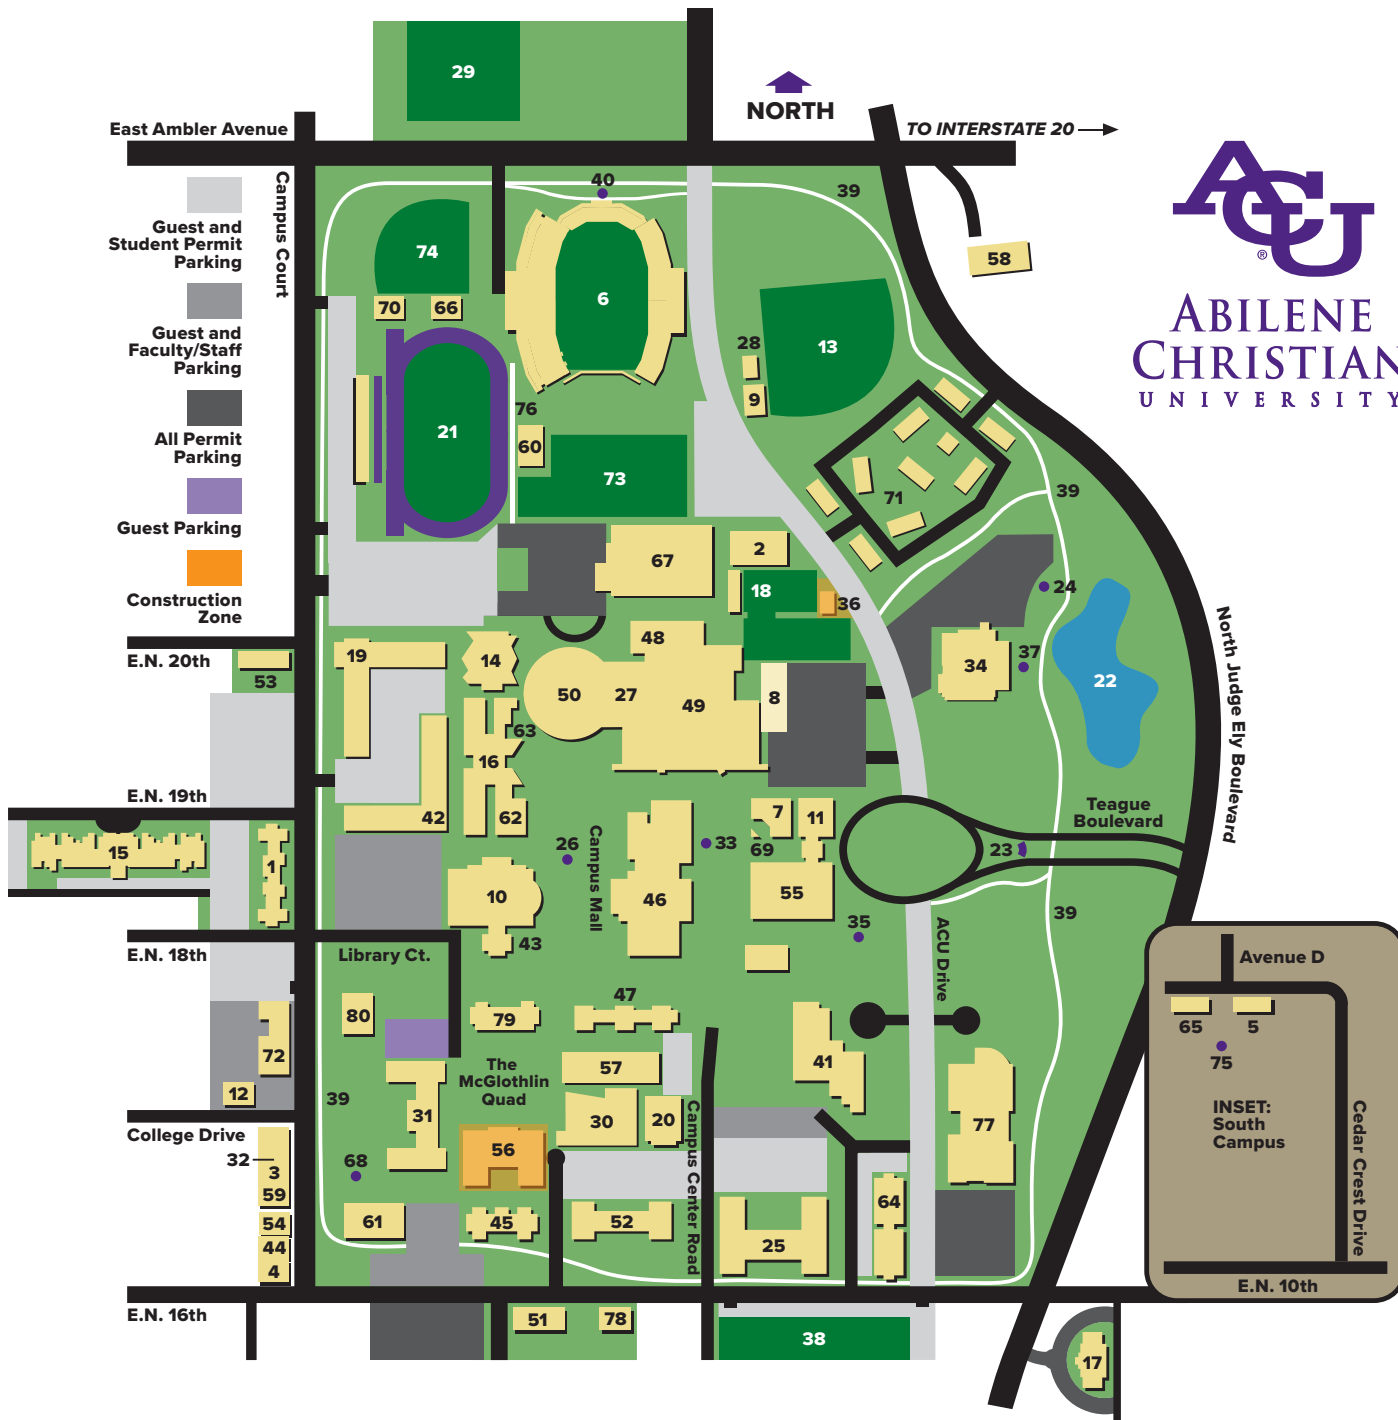 29
NORTH
East Ambler Avenue
TO INTERSTATE 20
ACU
®
ABILENE
CHRISTIAN
UNIVERSITY
Campus Court
Guest and
Student Permit
Parking
Guest and
Faculty/Staff
Parking
All Permit
Parking
Guest Parking
Construction
Zone
40
39
74
58
70
66
6
28
13
9
76
21
60
73
39
71
67
2
18
36
24
E.N. 20th
53
19
14
48
34
37
22
North Judge Ely Boulevard
50
27
49
8
63
16
E.N. 19th
42
62
7
11
Teague
Boulevard
15
1
26
Campus Mall
33
69
23
10
46
55
39
43
35
ACU Drive
E.N. 18th
Library Ct.
Avenue D
80
79
47
65
5
75
72
The
McGlothlin
Quad
57
41
12
39
31
30
20
Campus Center Road
77
INSET:
South
Campus
Cedar Crest Drive
College Drive
32
3
59
68
56
54
61
45
52
64
44
25
4
E.N. 10th
E.N. 16th
51
78
38
17